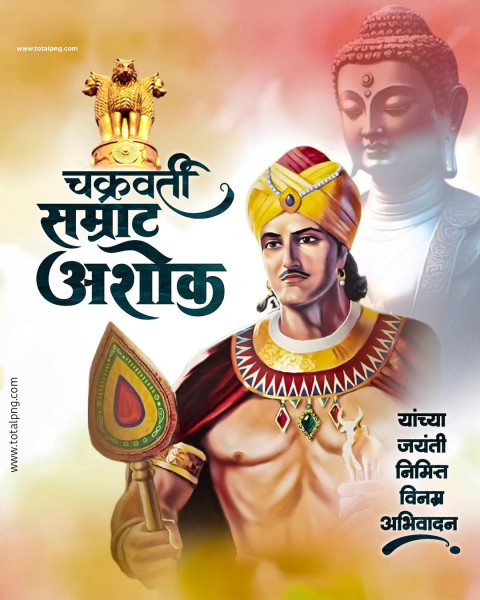 www.totalpng.com
चक्रवर्ती
सम्राट
अशोक
www.totalpng.com
यांच्या
जयंती
निमित्त
विनम्र
अभिवादन